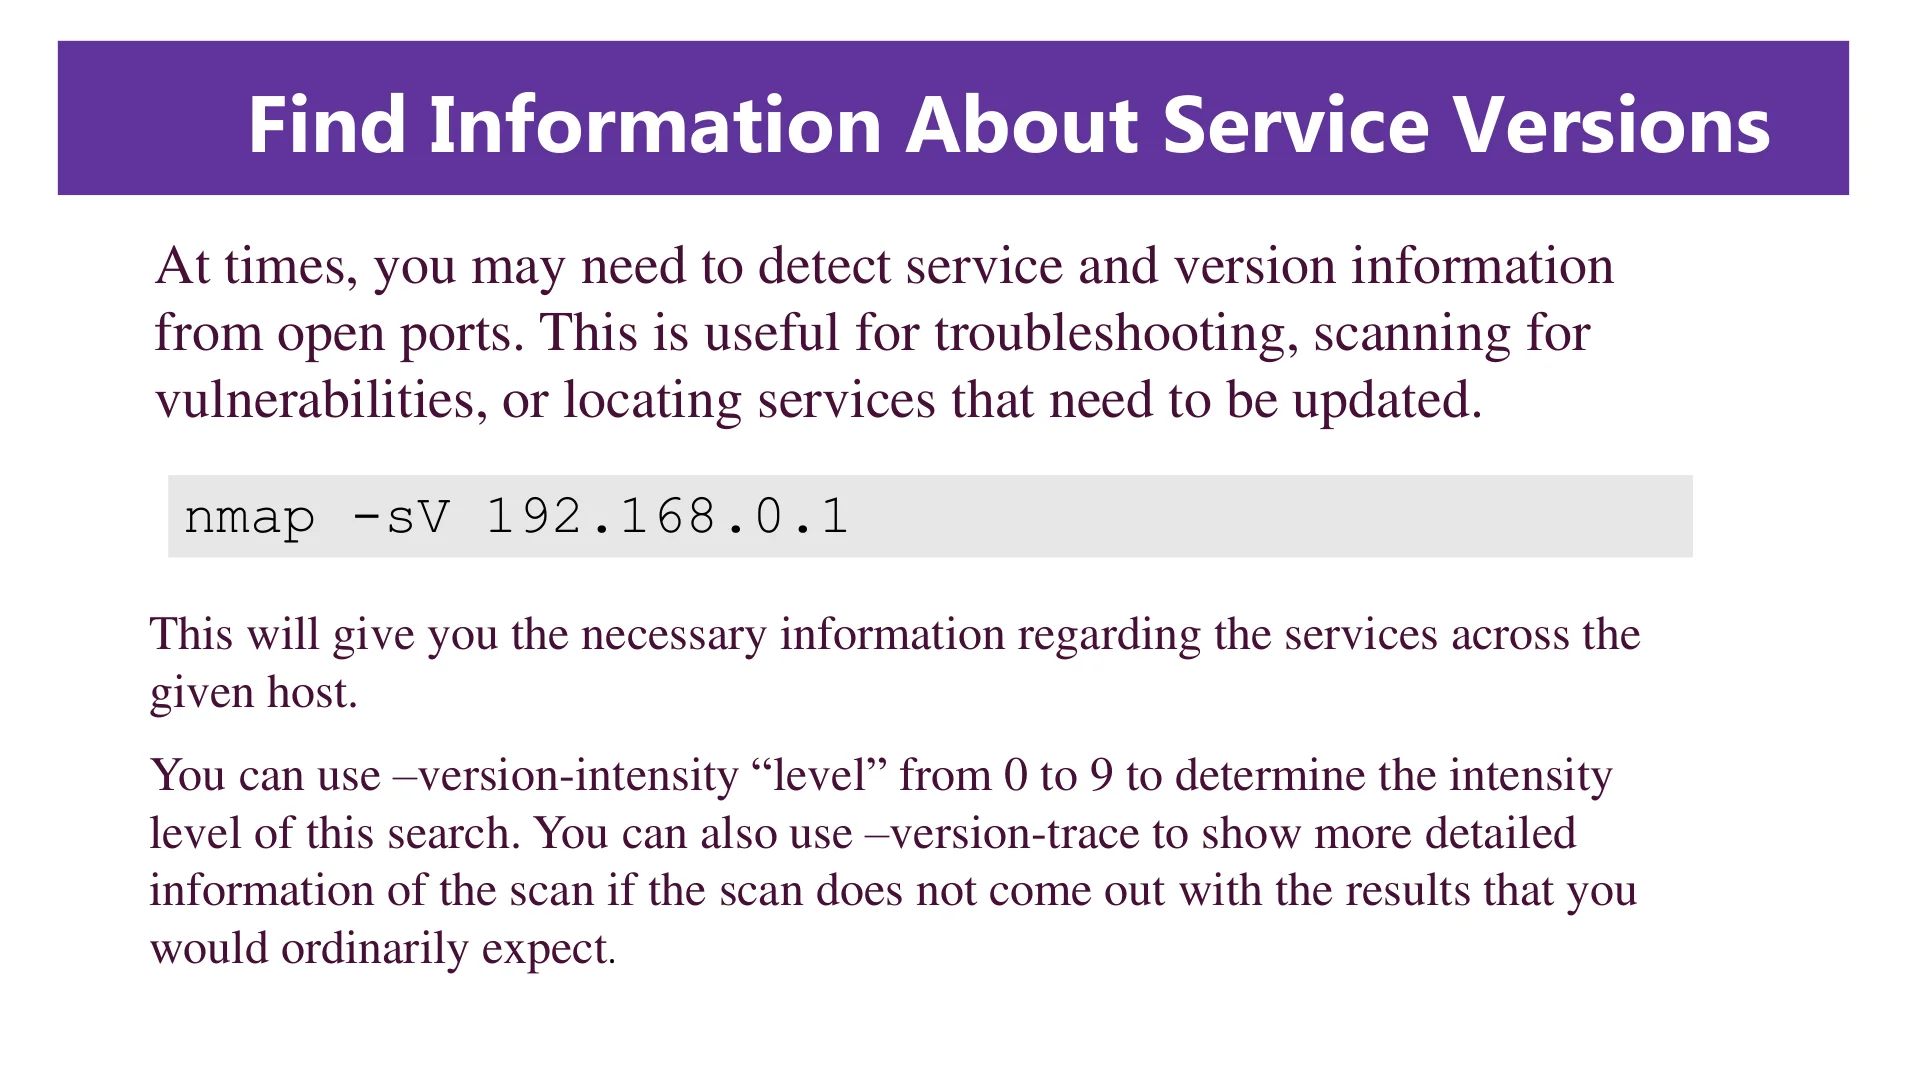 Find Information About Service Versions
At times, you may need to detect service and version information
from open ports. This is useful for troubleshooting, scanning for
vulnerabilities, or locating services that need to be updated.
nmap -sV 192.168.0.1
This will give you the necessary information regarding the services across the
given host.
You can use –version-intensity “level” from 0 to 9 to determine the intensity
level of this search. You can also use –version-trace to show more detailed
information of the scan if the scan does not come out with the results that you
would ordinarily expect.